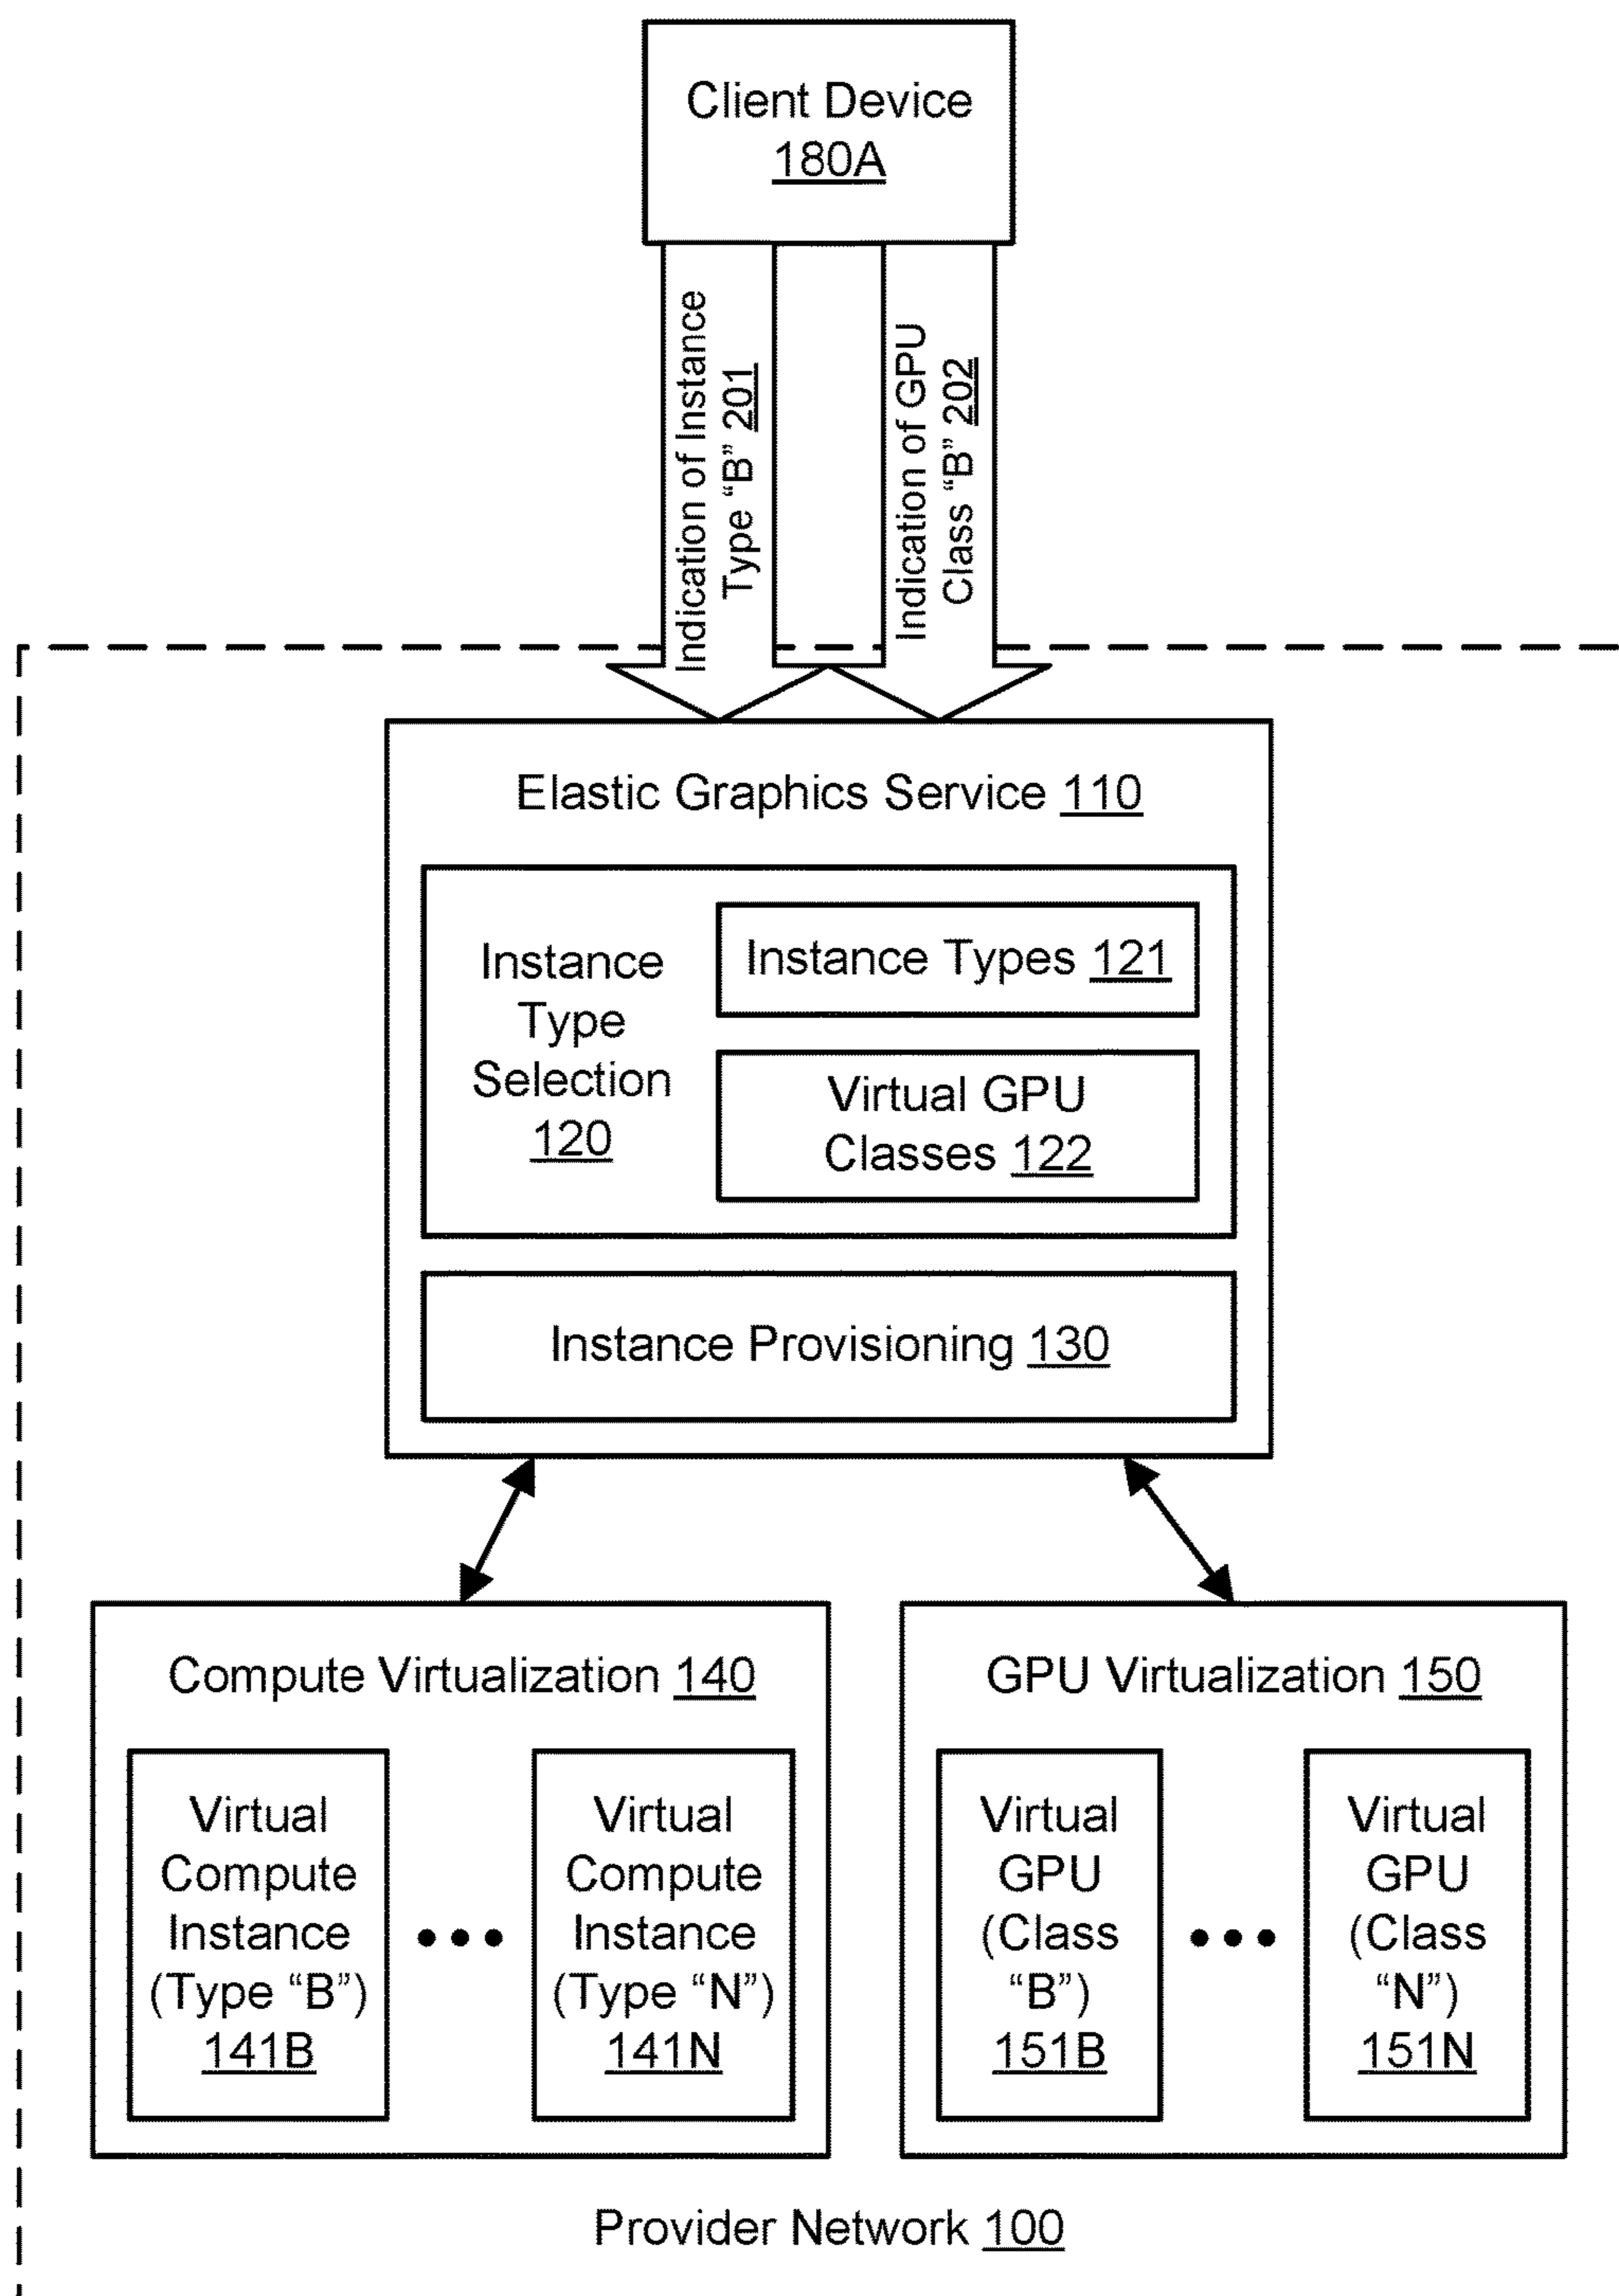 Client Device
180A
Indication of Instance
Type “B” 201
Indication of GPU
Class “B” 202
Elastic Graphics Service 110
Instance
Type
Selection
120
Instance Types 121
Virtual GPU
Classes 122
Instance Provisioning 130
Compute Virtualization 140
Virtual
Compute
Instance
(Type “B”)
141B
Virtual
Compute
Instance
(Type “N”)
141N
GPU Virtualization 150
Virtual
GPU
(Class
“B”)
151B
Virtual
GPU
(Class
“N”)
151N
Provider Network 100